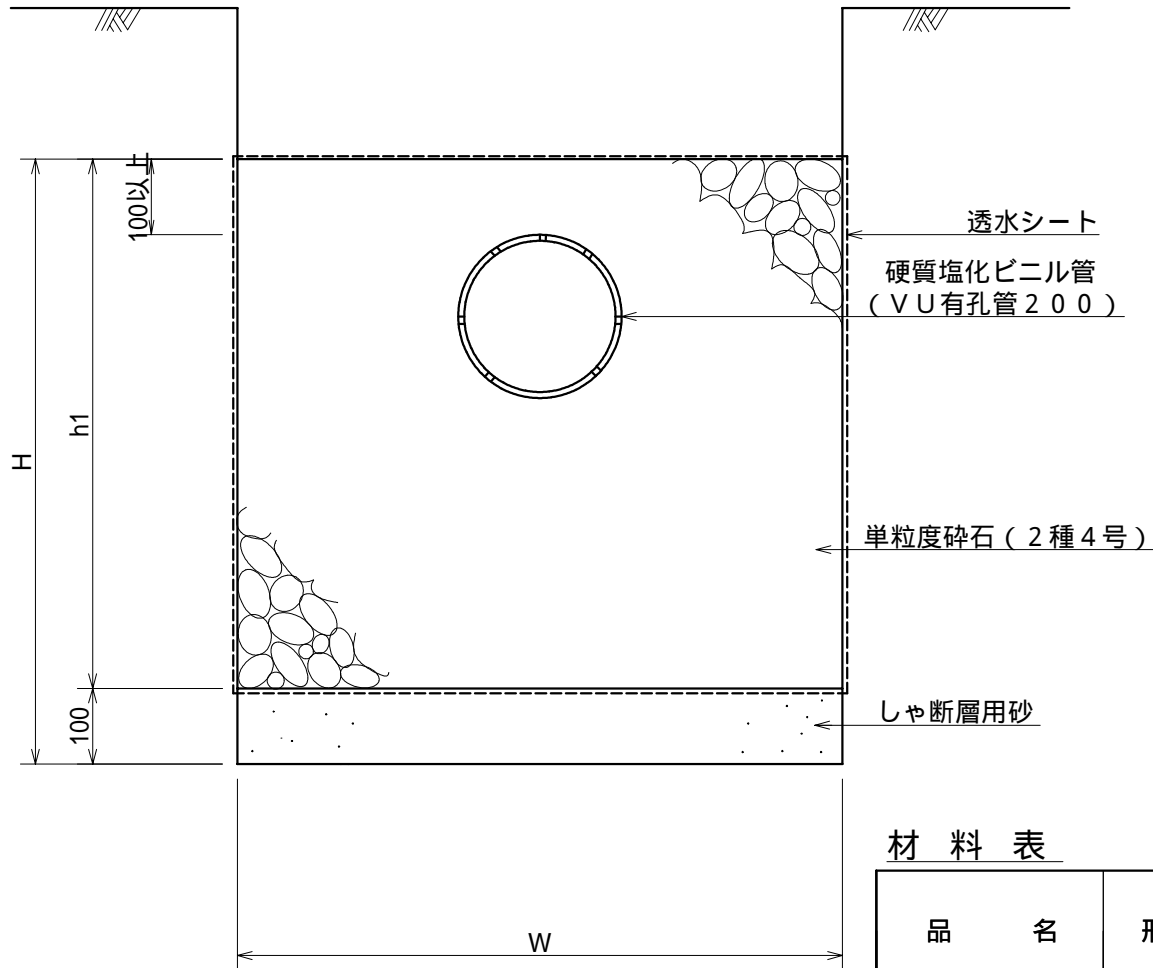 100以上
透水シート
硬質塩化ビニル管
(ＶＵ有孔管２００)
h1
H
単粒度砕石(２種４号)
100
しゃ断層用砂
材料表
W
品名